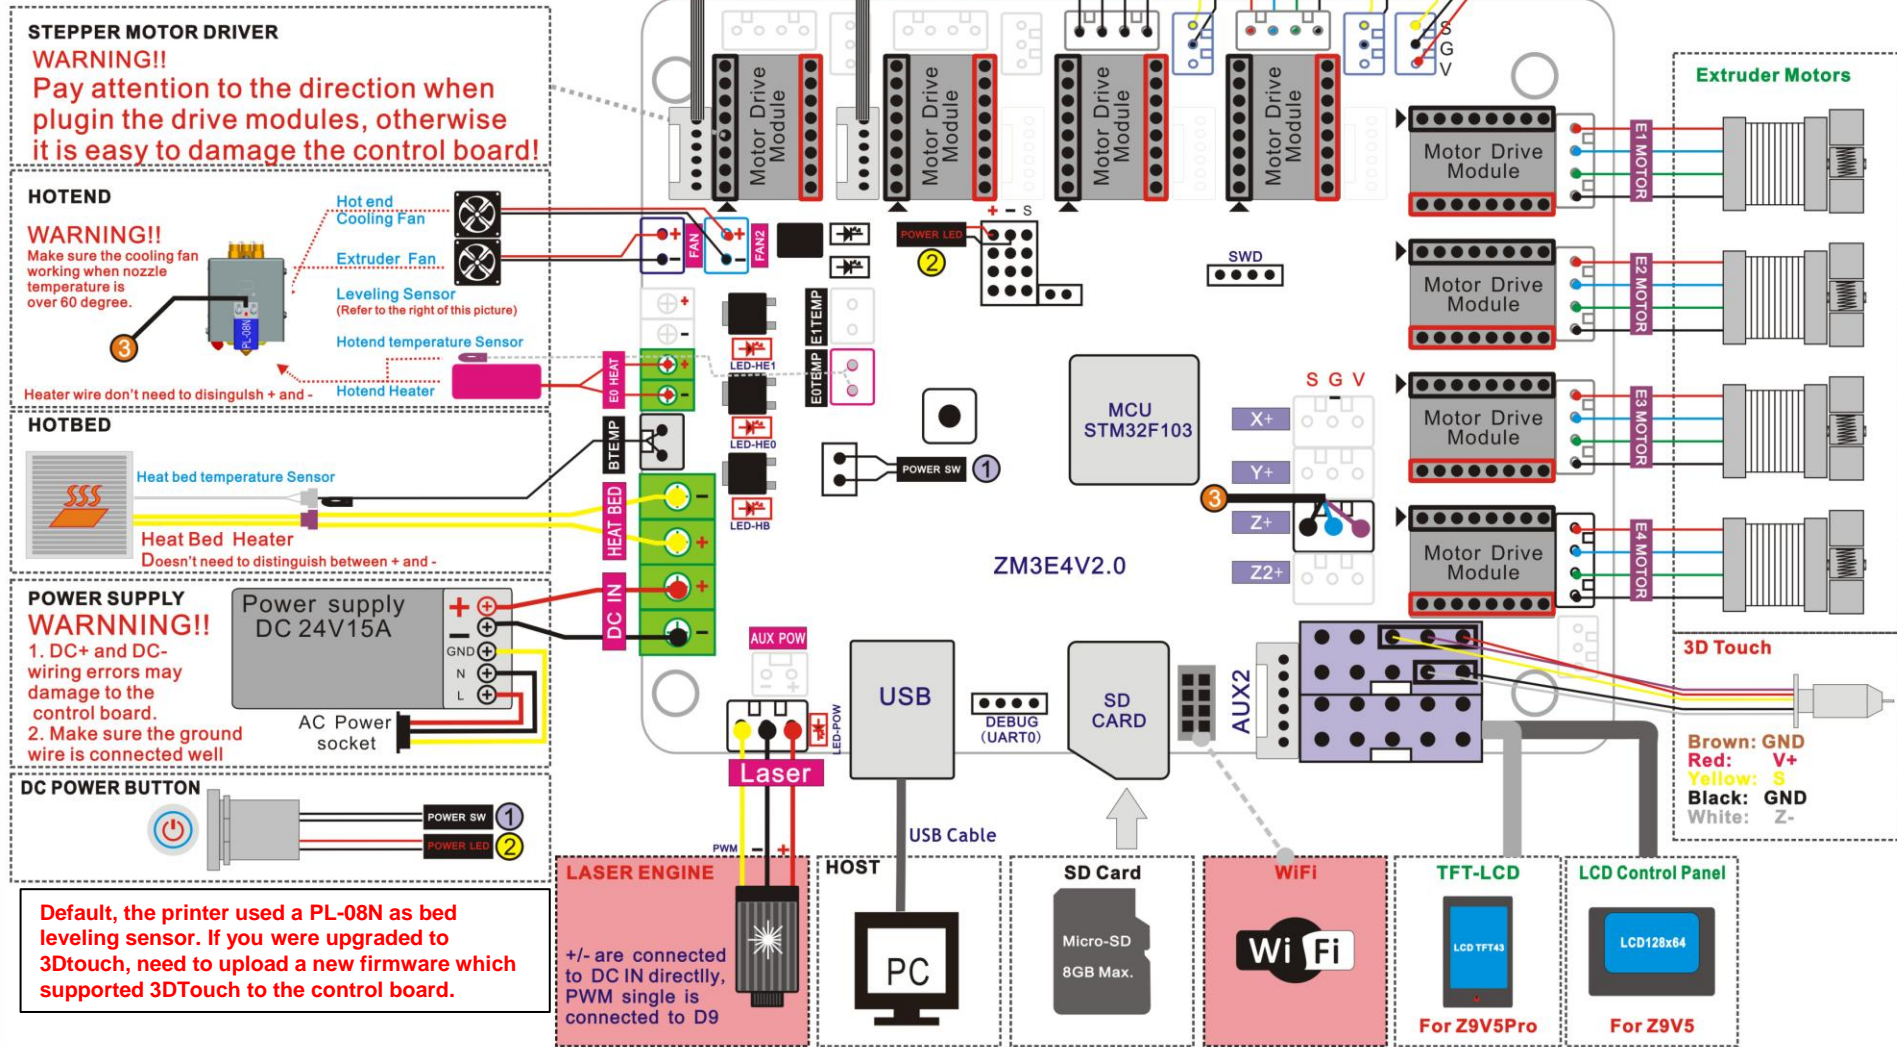 STEPPER MOTOR DRIVER
WARNING!!
Pay attention to the direction when
plugin the drive modules, otherwise
it is easy to damage the control board!
HOTEND
WARNING!!
Make sure the cooling fan
working when nozzle
temperature is
over 60 degree.
3
PL-08N
Hot end
Cooling Fan
Extruder Fan
Leveling Sensor
(Refer to the right of this picture)
Hotend temperature Sensor
Hotend Heater
Heater wire don't need to disingulsh + and -
HOTBED
Heat bed temperature Sensor
Heat Bed Heater
Doesn't need to distinguish between + and -
POWER SUPPLY
WARNNING!!
1. DC+ and DC-
wiring errors may
damage to the
control board.
2. Make sure the ground
wire is connected well
Power supply
DC 24V15A
+
-
GND
N
L
AC Power
socket
DC POWER BUTTON
POWER SW 1
POWER LED 2
Default, the printer used a PL-08N as bed
leveling sensor. If you were upgraded to
3Dtouch, need to upload a new firmware which
supported 3DTouch to the control board.
Motor Drive
Module
Motor Drive
Module
Motor Drive
Module
Motor Drive
Module
S
G
V
+
-
FAN
+
-
FAN2
POWER LED
2
+ - S
SWD
+
-
E1TEMP
E0TEMP
LED-HE1
E0 HEAT
+
-
LED-HE0
BTEMP
POWER SW 1
LED-HB
HEAT BED
-
+
DC IN
+
-
MCU
STM32F103
ZM3E4V2.0
S G V
-
X+
Y+
3
Z+
Z2+
Motor Drive
Module
E1 MOTOR
Motor Drive
Module
E2 MOTOR
Motor Drive
Module
E3 MOTOR
Motor Drive
Module
E4 MOTOR
Extruder Motors
AUX POW
- +
LED-POW
Laser
PWM - +
USB
DEBUG
(UART0)
SD
CARD
AUX2
3D Touch
Brown: GND
Red: V+
Yellow: S
Black: GND
White: Z-
USB Cable
LASER ENGINE
+/- are connected
to DC IN directlly,
PWM single is
connected to D9
HOST
PC
SD Card
Micro-SD
8GB Max.
WiFi
Wi Fi
TFT-LCD
LCD TFT43
For Z9V5Pro
LCD Control Panel
LCD128x64
For Z9V5